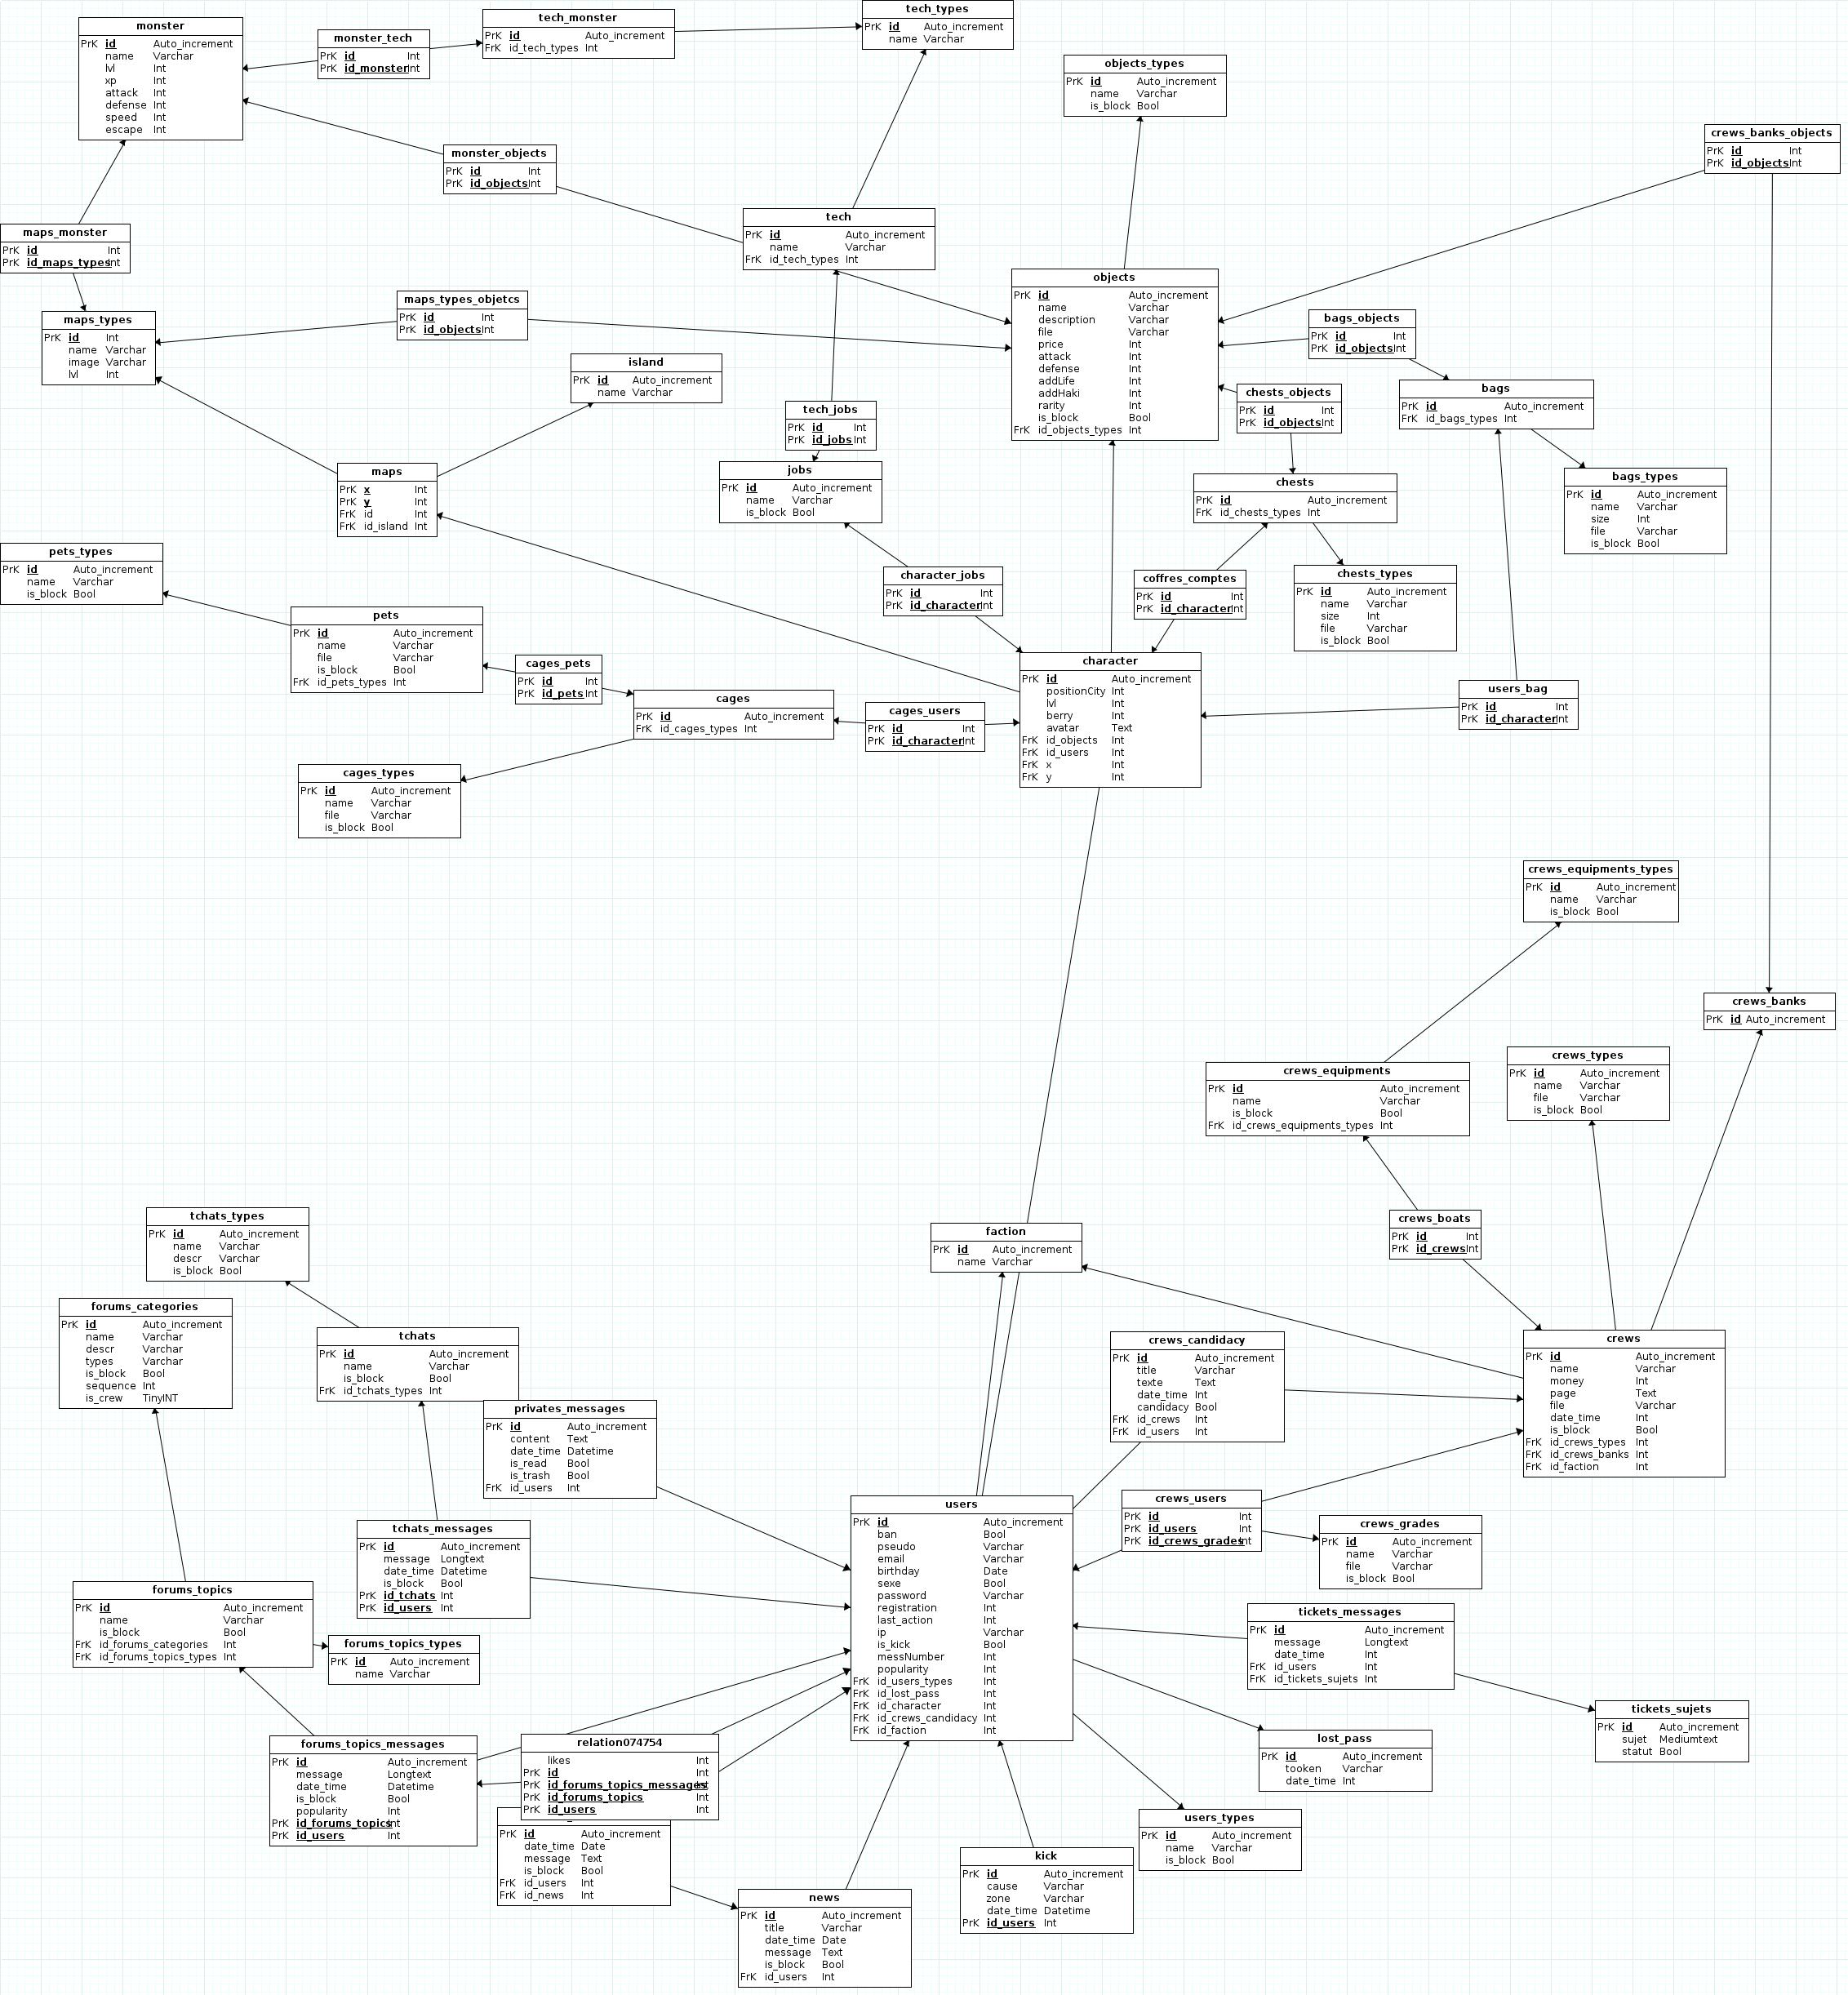 monster
PrK id Auto_increment
name Varchar
lvl Int
xp Int
attack Int
defense Int
speed Int
escape Int
monster_tech
PrK id Int
PrK id_monster Int
tech_monster
PrK id Auto_increment
FrK id_tech_types Int
tech_types
PrK id Auto_increment
name Varchar
objects_types
PrK id Auto_increment
name Varchar
is_block Bool
crews_banks_objects
PrK id Int
PrK id_objects Int
monster_objects
PrK id Int
PrK id_objects Int
tech
PrK id Auto_increment
name Varchar
FrK id_tech_types Int
maps_monster
PrK id Int
PrK id_maps_types Int
maps_types
PrK id Int
name Varchar
image Varchar
lvl Int
maps_types_objetcs
PrK id Int
PrK id_objects Int
objects
PrK id Auto_increment
name Varchar
description Varchar
file Varchar
price Int
attack Int
defense Int
addLife Int
addHaki Int
rarity Int
is_block Bool
FrK id_objects_types Int
bags_objects
PrK id Int
PrK id_objects Int
island
PrK id Auto_increment
name Varchar
chests_objects
PrK id Int
PrK id_objects Int
bags
PrK id Auto_increment
FrK id_bags_types Int
tech_jobs
PrK id Int
PrK id_jobs Int
maps
PrK x Int
PrK y Int
FrK id Int
FrK id_island Int
jobs
PrK id Auto_increment
name Varchar
is_block Bool
chests
PrK id Auto_increment
FrK id_chests_types Int
bags_types
PrK id Auto_increment
name Varchar
size Int
file Varchar
is_block Bool
pets_types
PrK id Auto_increment
name Varchar
is_block Bool
character_jobs
PrK id Int
PrK id_character Int
coffres_comptes
PrK id Int
PrK id_character Int
chests_types
PrK id Auto_increment
name Varchar
size Int
file Varchar
is_block Bool
pets
PrK id Auto_increment
name Varchar
file Varchar
is_block Bool
FrK id_pets_types Int
cages_pets
PrK id Int
PrK id_pets Int
cages
PrK id Auto_increment
FrK id_cages_types Int
cages_users
PrK id Int
PrK id_character Int
character
PrK id Auto_increment
positionCity Int
lvl Int
berry Int
avatar Text
FrK id_objects Int
FrK id_users Int
FrK x Int
FrK y Int
users_bag
PrK id Int
PrK id_character Int
cages_types
PrK id Auto_increment
name Varchar
file Varchar
is_block Bool
crews_equipments_types
PrK id Auto_increment
name Varchar
is_block Bool
crews_banks
PrK id Auto_increment
crews_equipments
PrK id Auto_increment
name Varchar
is_block Bool
FrK id_crews_equipments_types Int
crews_types
PrK id Auto_increment
name Varchar
file Varchar
is_block Bool
tchats_types
PrK id Auto_increment
name Varchar
descr Varchar
is_block Bool
faction
PrK id Auto_increment
name Varchar
crews_boats
PrK id Int
PrK id_crews Int
forums_categories
PrK id Auto_increment
name Varchar
descr Varchar
types Varchar
is_block Bool
sequence Int
is_crew TinyINT
tchats
PrK id Auto_increment
name Varchar
is_block Bool
FrK id_tchats_types Int
crews_candidacy
PrK id Auto_increment
title Varchar
texte Text
date_time Int
candidacy Bool
FrK id_crews Int
FrK id_users Int
crews
PrK id Auto_increment
name Varchar
money Int
page Text
file Varchar
date_time Int
is_block Bool
FrK id_crews_types Int
FrK id_crews_banks Int
FrK id_faction Int
privates_messages
PrK id Auto_increment
content Text
date_time Datetime
is_read Bool
is_trash Bool
FrK id_users Int
users
PrK id Auto_increment
ban Bool
pseudo Varchar
email Varchar
birthday Date
sexe Bool
password Varchar
registration Int
last_action Int
ip Varchar
is_kick Bool
messNumber Int
popularity Int
FrK id_users_types Int
FrK id_lost_pass Int
FrK id_character Int
FrK id_crews_candidacy Int
FrK id_faction Int
crews_users
PrK id Int
PrK id_users Int
PrK id_crews_grades Int
crews_grades
PrK id Auto_increment
name Varchar
file Varchar
is_block Bool
tchats_messages
PrK id Auto_increment
message Longtext
date_time Datetime
is_block Bool
PrK id_tchats Int
PrK id_users Int
forums_topics
PrK id Auto_increment
name Varchar
is_block Bool
FrK id_forums_categories Int
FrK id_forums_topics_types Int
forums_topics_types
PrK id Auto_increment
name Varchar
tickets_messages
PrK id Auto_increment
message Longtext
date_time Int
FrK id_users Int
FrK id_tickets_sujets Int
tickets_sujets
PrK id Auto_increment
sujet Mediumtext
statut Bool
forums_topics_messages
PrK id Auto_increment
message Longtext
date_time Datetime
is_block Bool
popularity Int
PrK id_forums_topics Int
PrK id_users Int
relation074754
likes Int
PrK id Int
PrK id_forums_topics_messages Int
PrK id_forums_topics Int
PrK id_users Int
lost_pass
PrK id Auto_increment
tooken Varchar
date_time Int
PrK id Auto_increment
date_time Date
message Text
is_block Bool
FrK id_users Int
FrK id_news Int
users_types
PrK id Auto_increment
name Varchar
is_block Bool
kick
PrK id Auto_increment
cause Varchar
zone Varchar
date_time Datetime
PrK id_users Int
news
PrK id Auto_increment
title Varchar
date_time Date
message Text
is_block Bool
FrK id_users Int